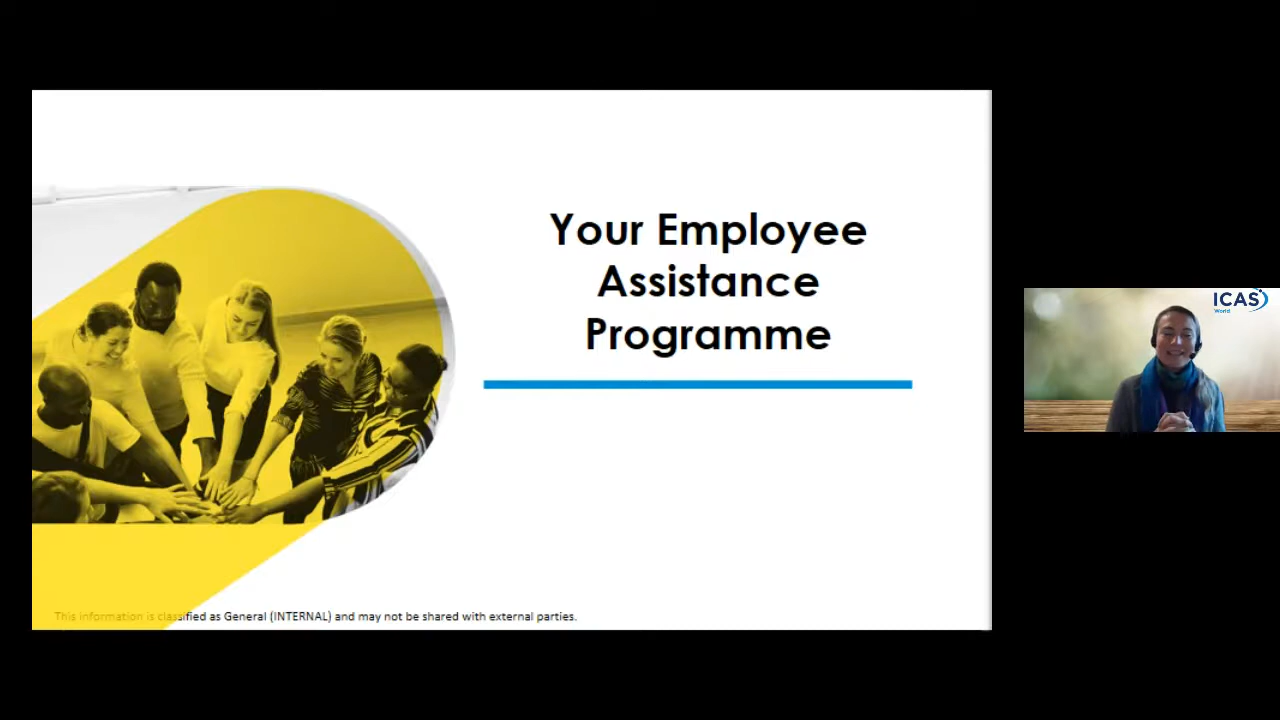 Your Employee
Assistance
Programme
This information is classified as General (INTERNAL) and may not be shared with external parties.
ICAS
World